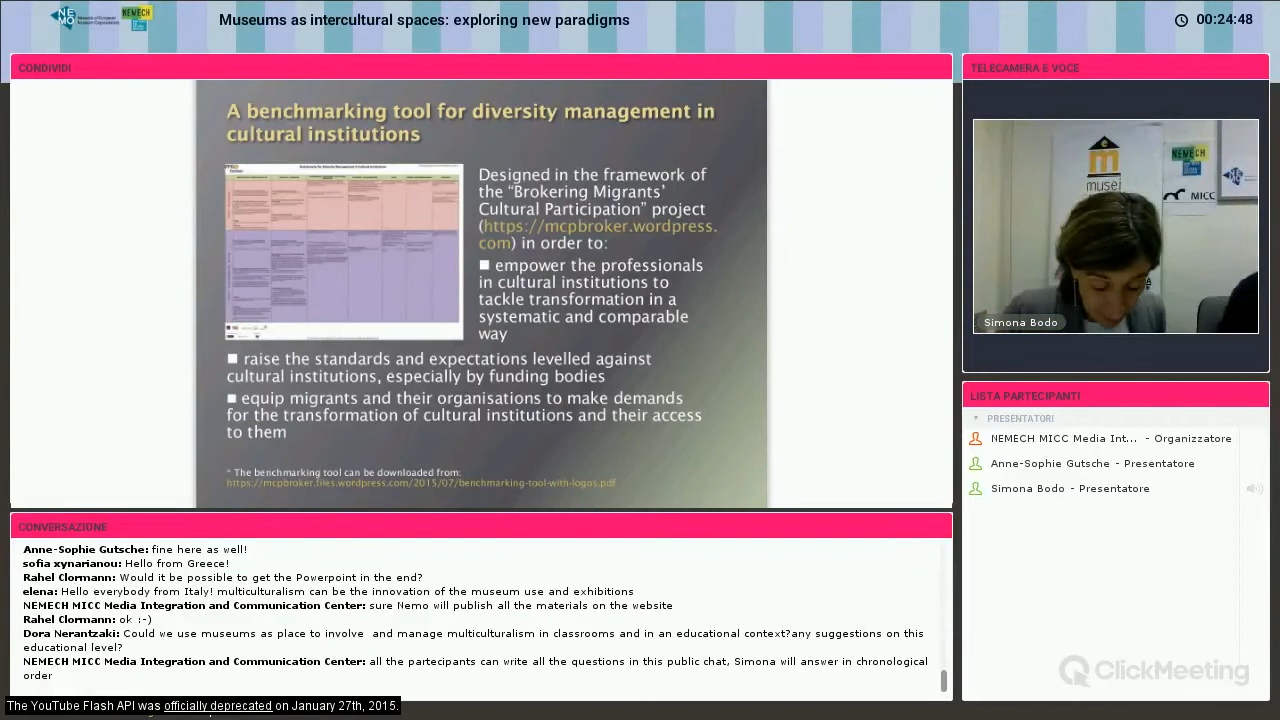 NE
MO
Network of European
Museum Organisations
NEMECH
Museums as intercultural spaces: exploring new paradigms
00:24:48
CONDIVIDI
A benchmarking tool for diversity management in
cultural institutions
Designed in the framework of
the “Brokering Migrants’
Cultural Participation” project
(https://mcpbroker.wordpress.
com) in order to:
empower the professionals
in cultural institutions to
tackle transformation in a
systematic and comparable
way
raise the standards and expectations levelled against
cultural institutions, especially by funding bodies
equip migrants and their organisations to make demands
for the transformation of cultural institutions and their access
to them
* The benchmarking tool can be downloaded from:
https://mcpbroker.files.wordpress.com/2015/07/benchmarking-tool-with-logos.pdf
TELECAMERA E VOCE
musei
NEMECH
MICC
Simona Bodo
LISTA PARTECIPANTI
PRESENTATORI
NEMECH MICC Media Int... - Organizzatore
Anne-Sophie Gutsche - Presentatore
Simona Bodo - Presentatore
CONVERSAZIONE
Anne-Sophie Gutsche: fine here as well!
sofia xynarianou: Hello from Greece!
Rahel Clormann: Would it be possible to get the Powerpoint in the end?
elena: Hello everybody from Italy! multiculturalism can be the innovation of the museum use and exhibitions
NEMECH MICC Media Integration and Communication Center: sure Nemo will publish all the materials on the website
Rahel Clormann: ok :-)
Dora Nerantzaki: Could we use museums as place to involve and manage multiculturalism in classrooms and in an educational context?any suggestions on this
educational level?
NEMECH MICC Media Integration and Communication Center: all the partecipants can write all the questions in this public chat, Simona will answer in chronological
order
ClickMeeting
The YouTube Flash API was officially deprecated on January 27th, 2015.